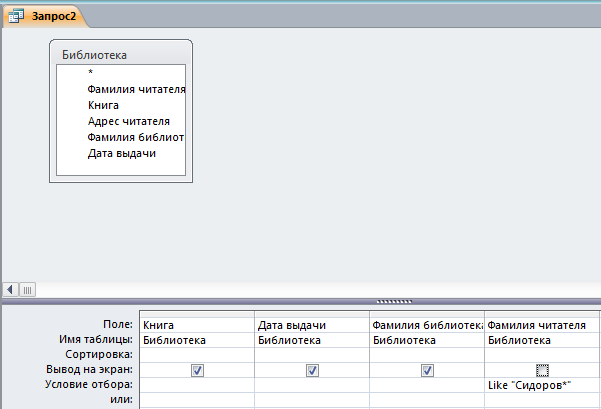 Запрос2
Библиотека
*
Фамилия читателя
Книга
Адрес читателя
Фамилия библиот
Дата выдачи
Поле: Книга Дата выдачи Фамилия библиотека Фамилия читателя
Имя таблицы: Библиотека Библиотека Библиотека Библиотека
Сортировка:
Вывод на экран:
Условие отбора: Like "Сидоров*"
или: